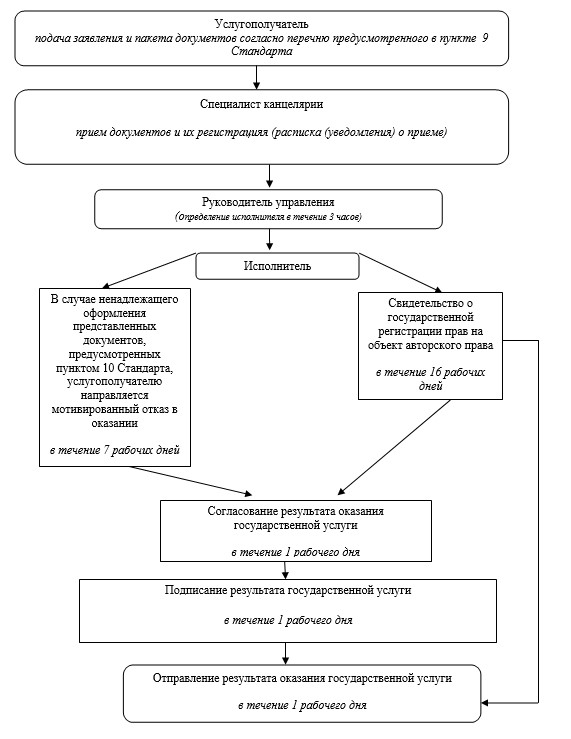 Услугополучатель
подача заявления и пакета документов согласно перечню предусмотренного в пункте 9
Стандарта
Специалист канцелярии
прием документов и их регистрацияя (расписка (уведомления) о приеме)
Руководитель управления
(Определение исполнителя в течение 3 часов)
Исполнитель
В случае ненадлежащего
оформления
представленных
документов,
предусмотренных
пунктом 10 Стандарта,
услугополучателю
направляется
мотивированный отказ в
оказании
в течение 7 рабочих дней
Свидетельство о
государственной
регистрации прав на
объект авторского права
в течение 16 рабочих
дней
Согласование результата оказания
государственной услуги
в течение 1 рабочего дня
Подписание результата государственной услуги
в течение 1 рабочего дня
Отправление результата оказания государственной услуги
в течение 1 рабочего дня